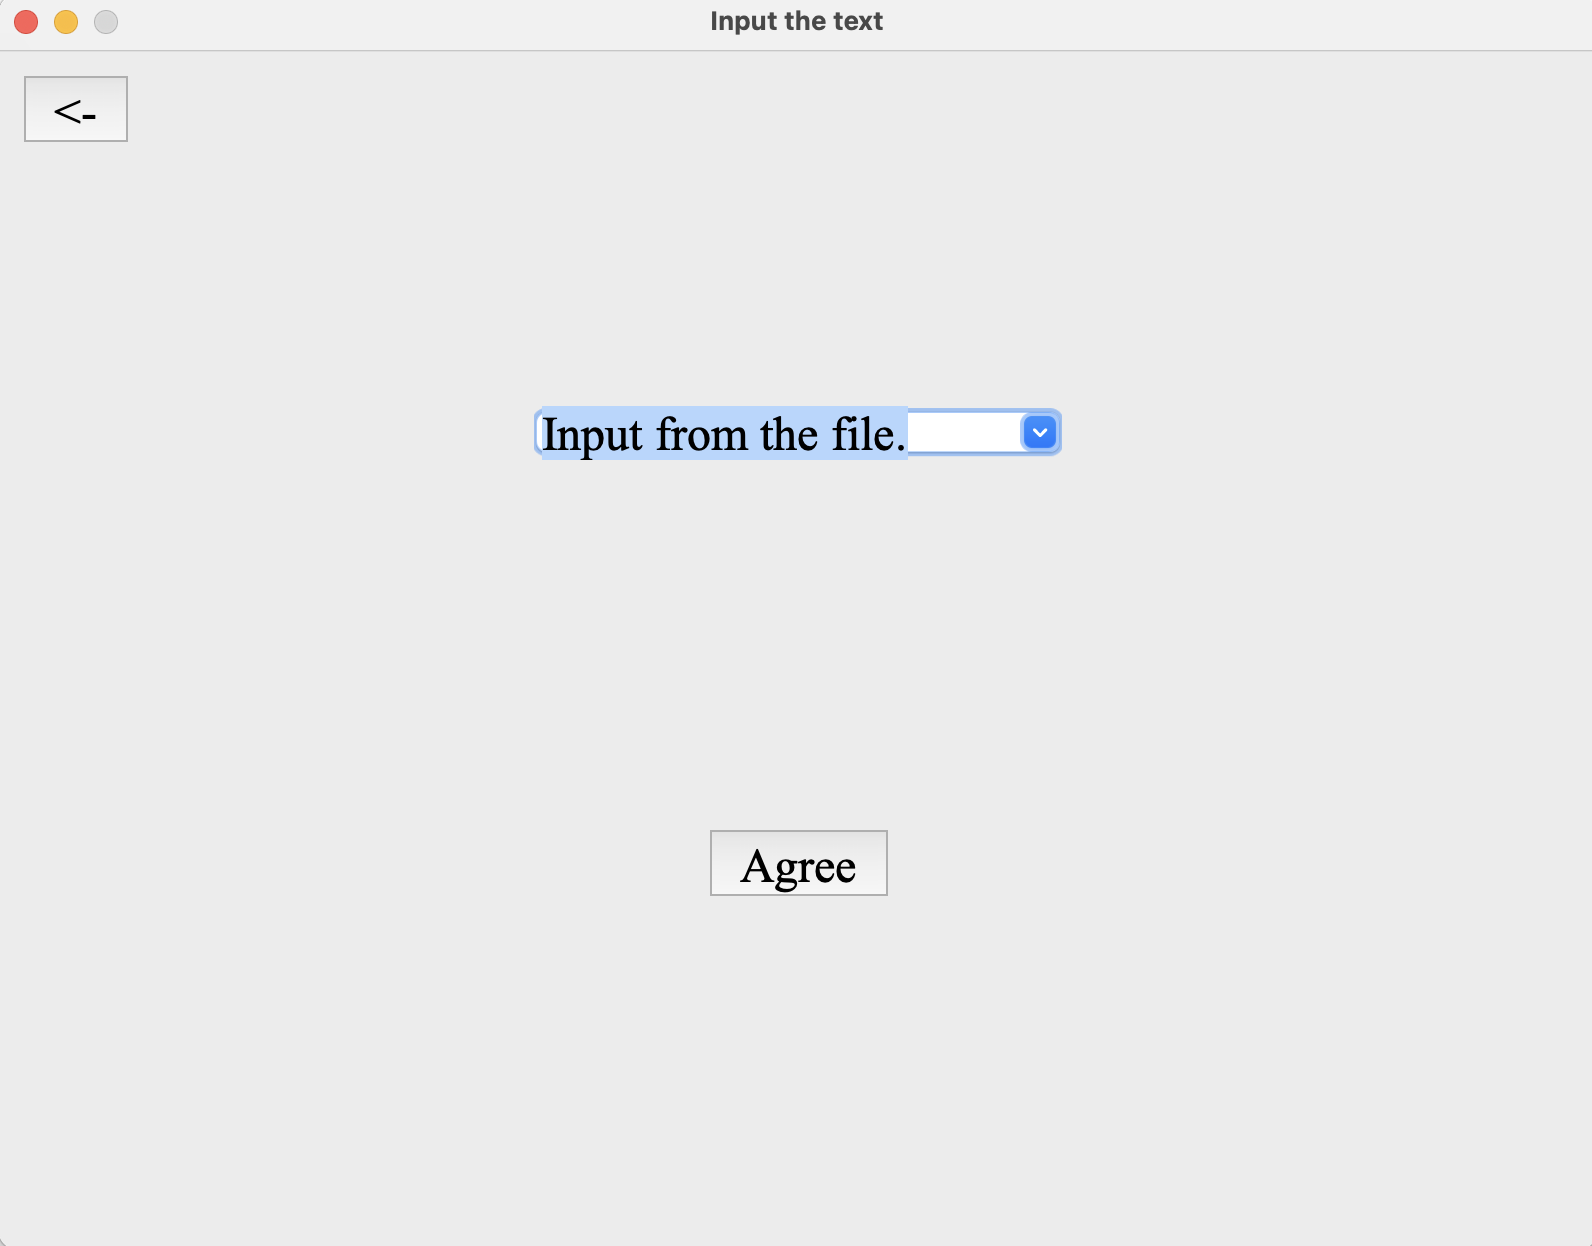 Input the text
<-
Input from the file.
Agree